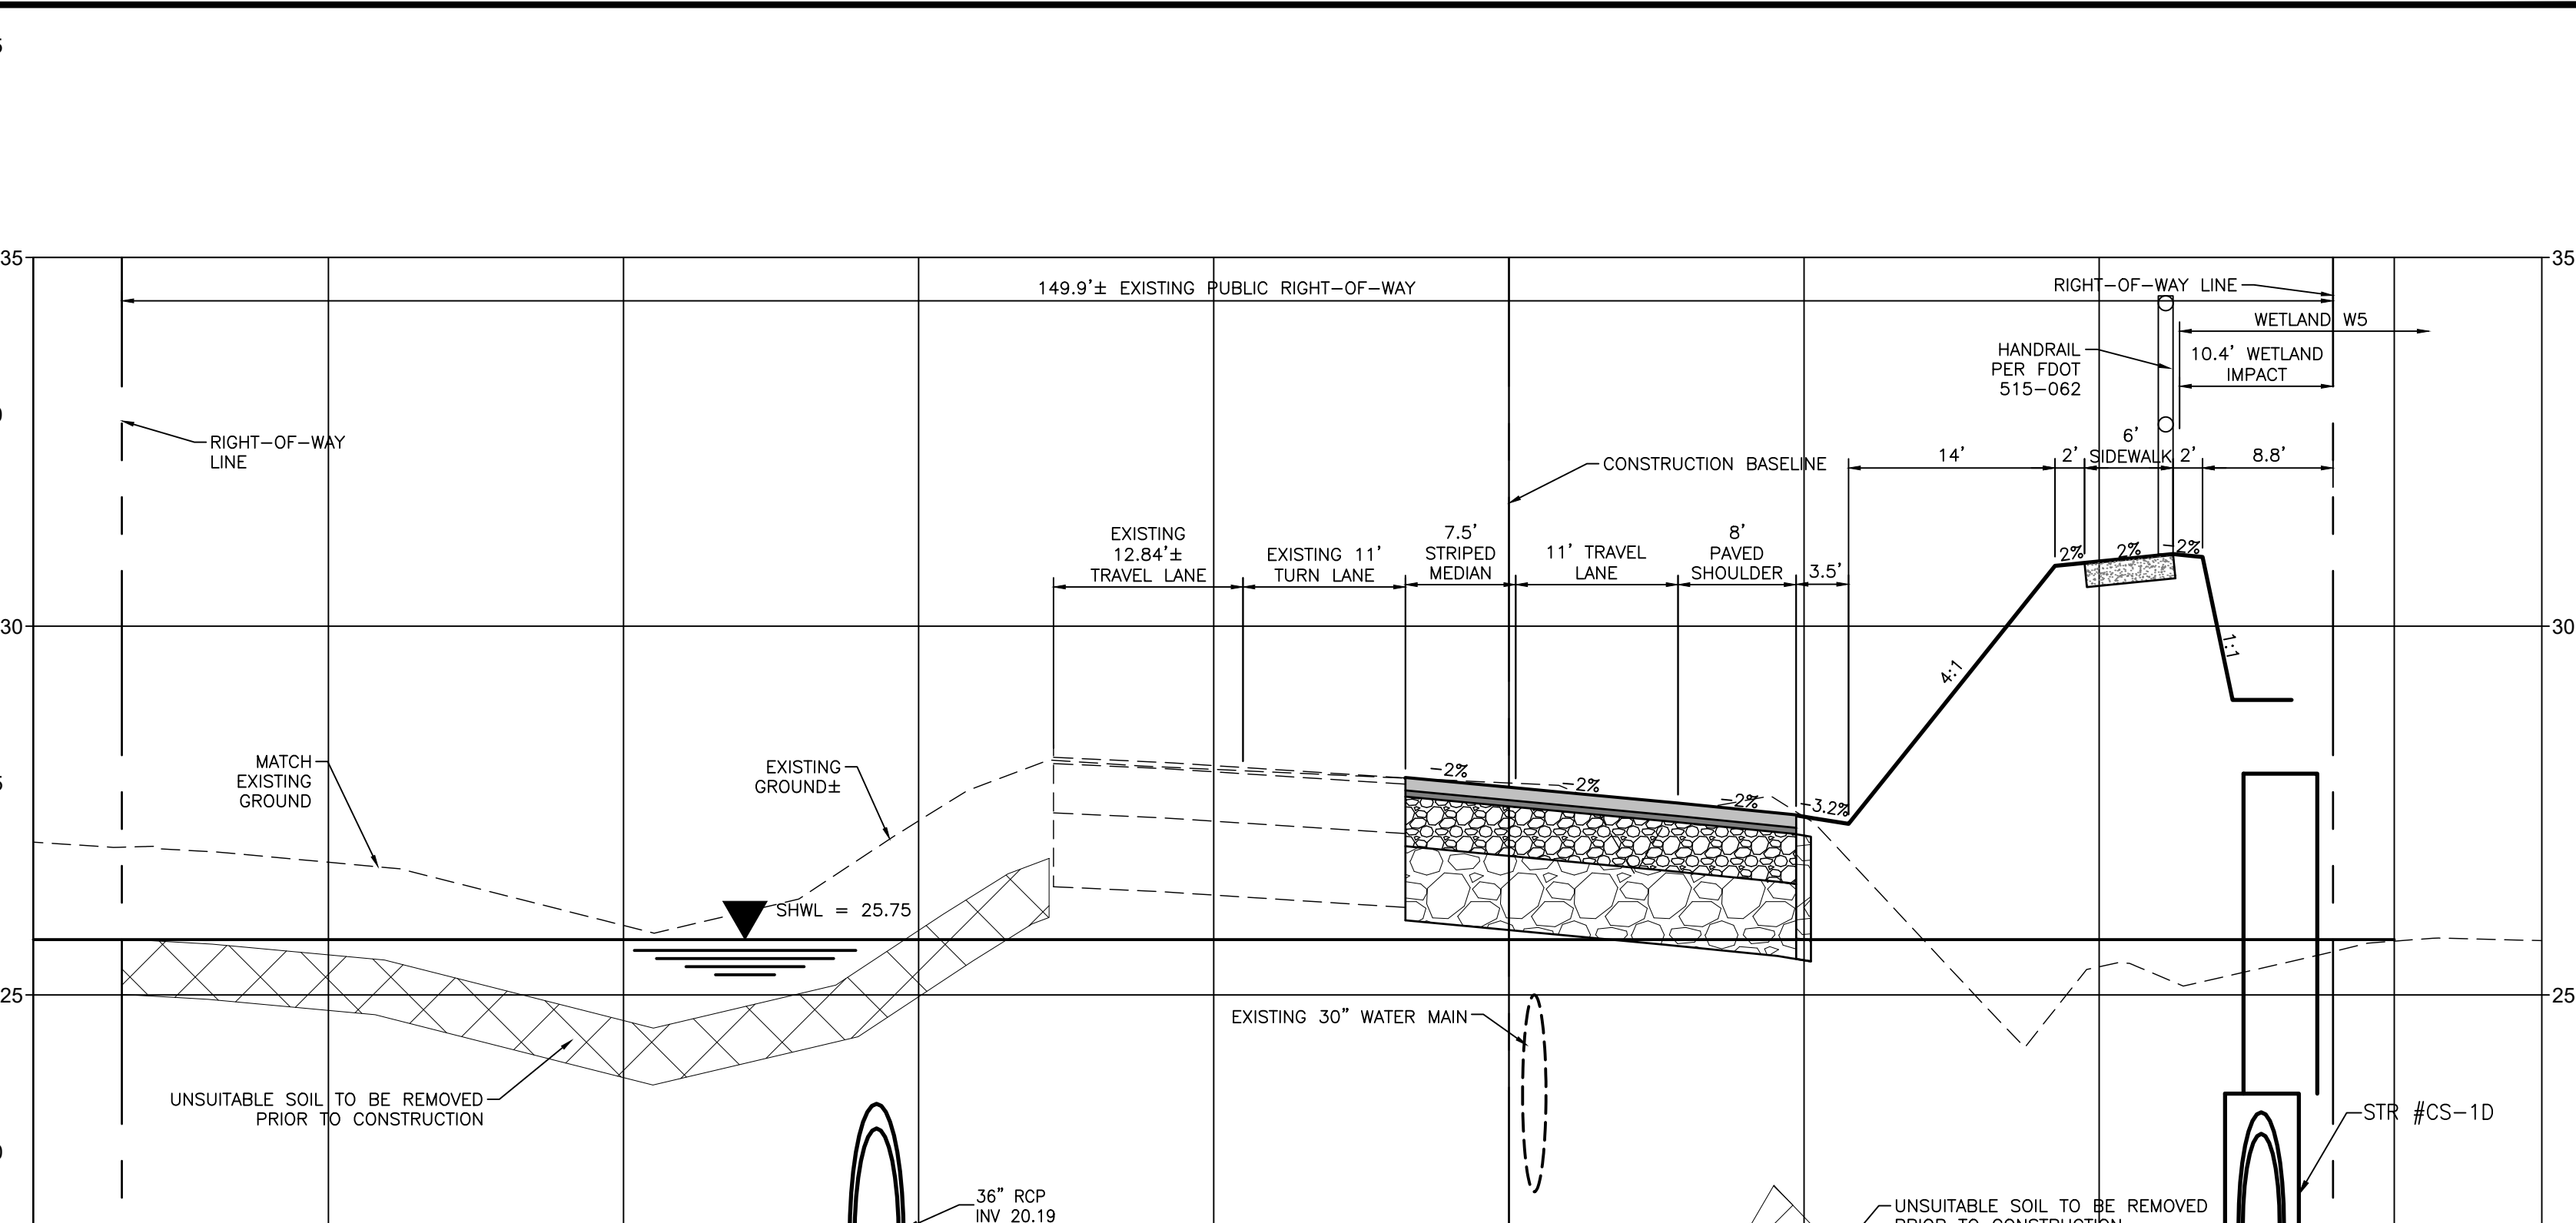 35
35
149.9'± EXISTING PUBLIC RIGHT-OF-WAY
RIGHT-OF-WAY LINE
WETLAND W5
HANDRAIL
PER FDOT
515-062
10.4' WETLAND
IMPACT
RIGHT-OF-WAY
LINE
CONSTRUCTION BASELINE
14'
2'
6'
SIDEWALK
2'
8.8'
EXISTING
12.84'±
TRAVEL LANE
EXISTING 11'
TURN LANE
7.5'
STRIPED
MEDIAN
11' TRAVEL
LANE
8'
PAVED
SHOULDER
3.5'
2%
2%
-2%
30
30
1:1
4:1
MATCH
EXISTING
GROUND
EXISTING
GROUND±
-2%
-2%
-2%
-3.2%
SHWL = 25.75
25
25
EXISTING 30" WATER MAIN
UNSUITABLE SOIL TO BE REMOVED
PRIOR TO CONSTRUCTION
STR #CS-1D
36" RCP
INV 20.19
UNSUITABLE SOIL TO BE REMOVED
PRIOR TO CONSTRUCTION